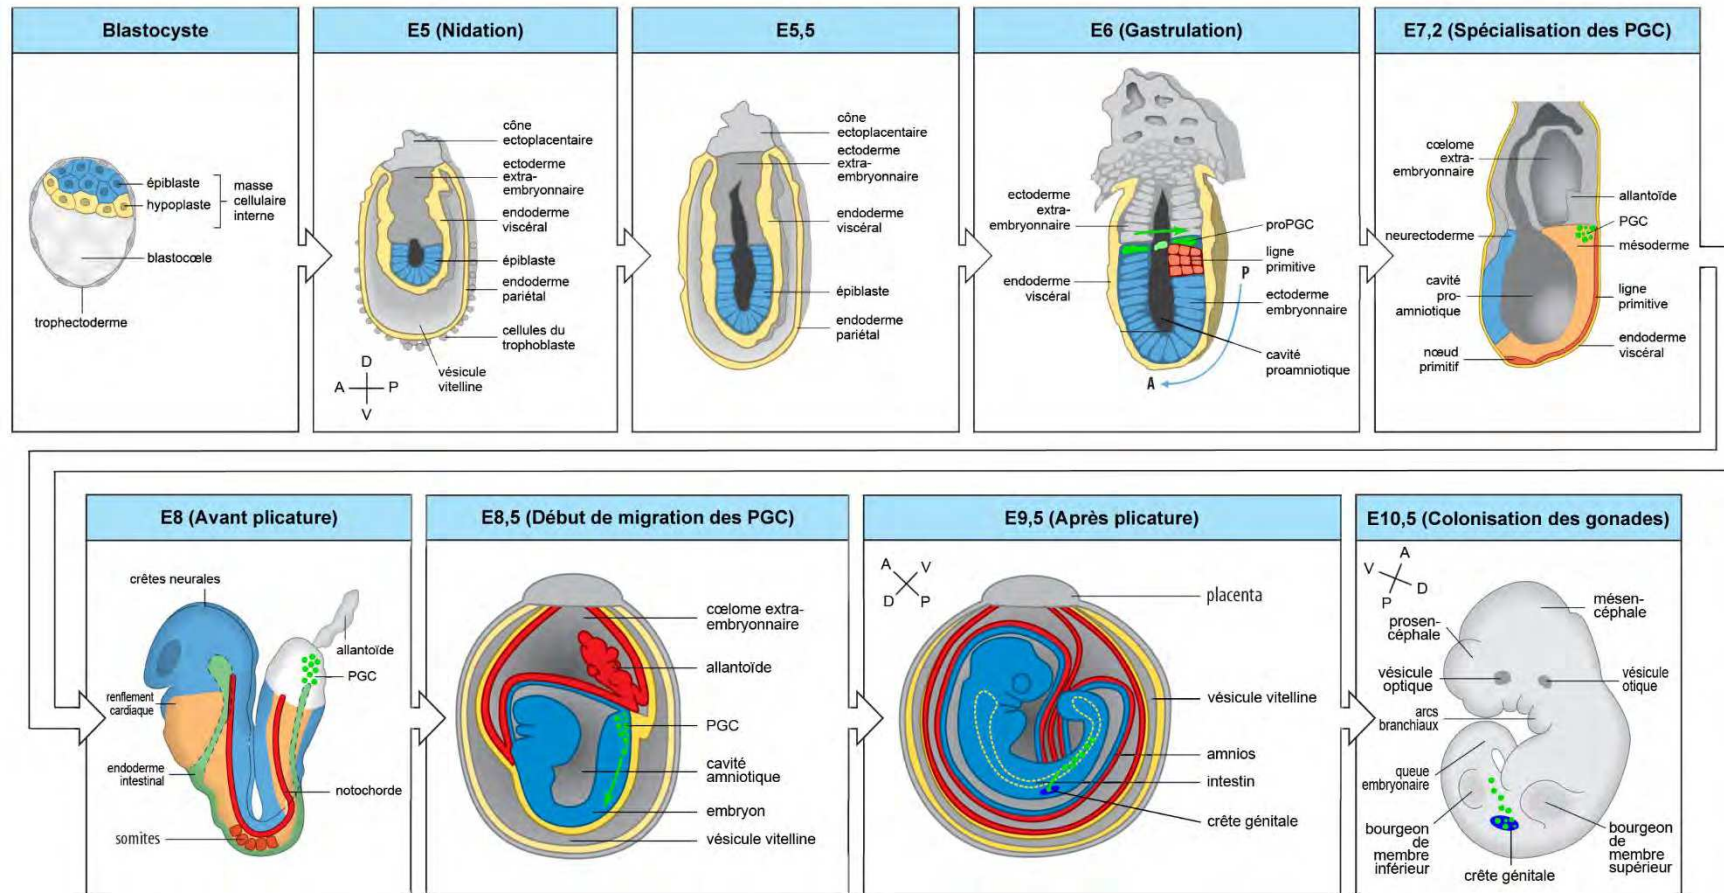 Blastocyste
épiblaste
hypoplaste
masse
cellulaire
interne
blastocœle
trophectoderme
E5 (Nidation)
cône
ectoplacentaire
ectoderme
extra-
embryonnaire
endoderme
viscéral
épiblaste
endoderme
pariétal
cellules du
trophoblaste
vésicule
vitelline
D
A
P
V
E5,5
cône
ectoplacentaire
ectoderme
extra-
embryonnaire
endoderme
viscéral
épiblaste
endoderme
pariétal
E6 (Gastrulation)
ectoderme
extra-
embryonnaire
endoderme
viscéral
proPGC
ligne
primitive
P
ectoderme
embryonnaire
cavité
proamniotique
A
E7,2 (Spécialisation des PGC)
cœlome
extra-
embryonnaire
allantoïde
PGC
mésoderme
neurectoderme
cavité
pro-
amniotique
ligne
primitive
nœud
primitif
endoderme
viscéral
E8 (Avant plicature)
crêtes neurales
allantoïde
PGC
renflement
cardiaque
endoderme
intestinal
notochorde
somites
E8,5 (Début de migration des PGC)
cœlome extra-
embryonnaire
allantoïde
PGC
cavité
amniotique
embryon
vésicule vitelline
E9,5 (Après plicature)
A
V
D
P
placenta
vésicule vitelline
amnios
intestin
crête génitale
E10,5 (Colonisation des gonades)
A
V
D
P
mésen-
céphale
prosen-
céphale
vésicule
optique
vésicule
otique
arcs
branchiaux
queue
embryonaire
bourgeon
de
membre
inférieur
crête génitale
bourgeon
de
membre
supérieur